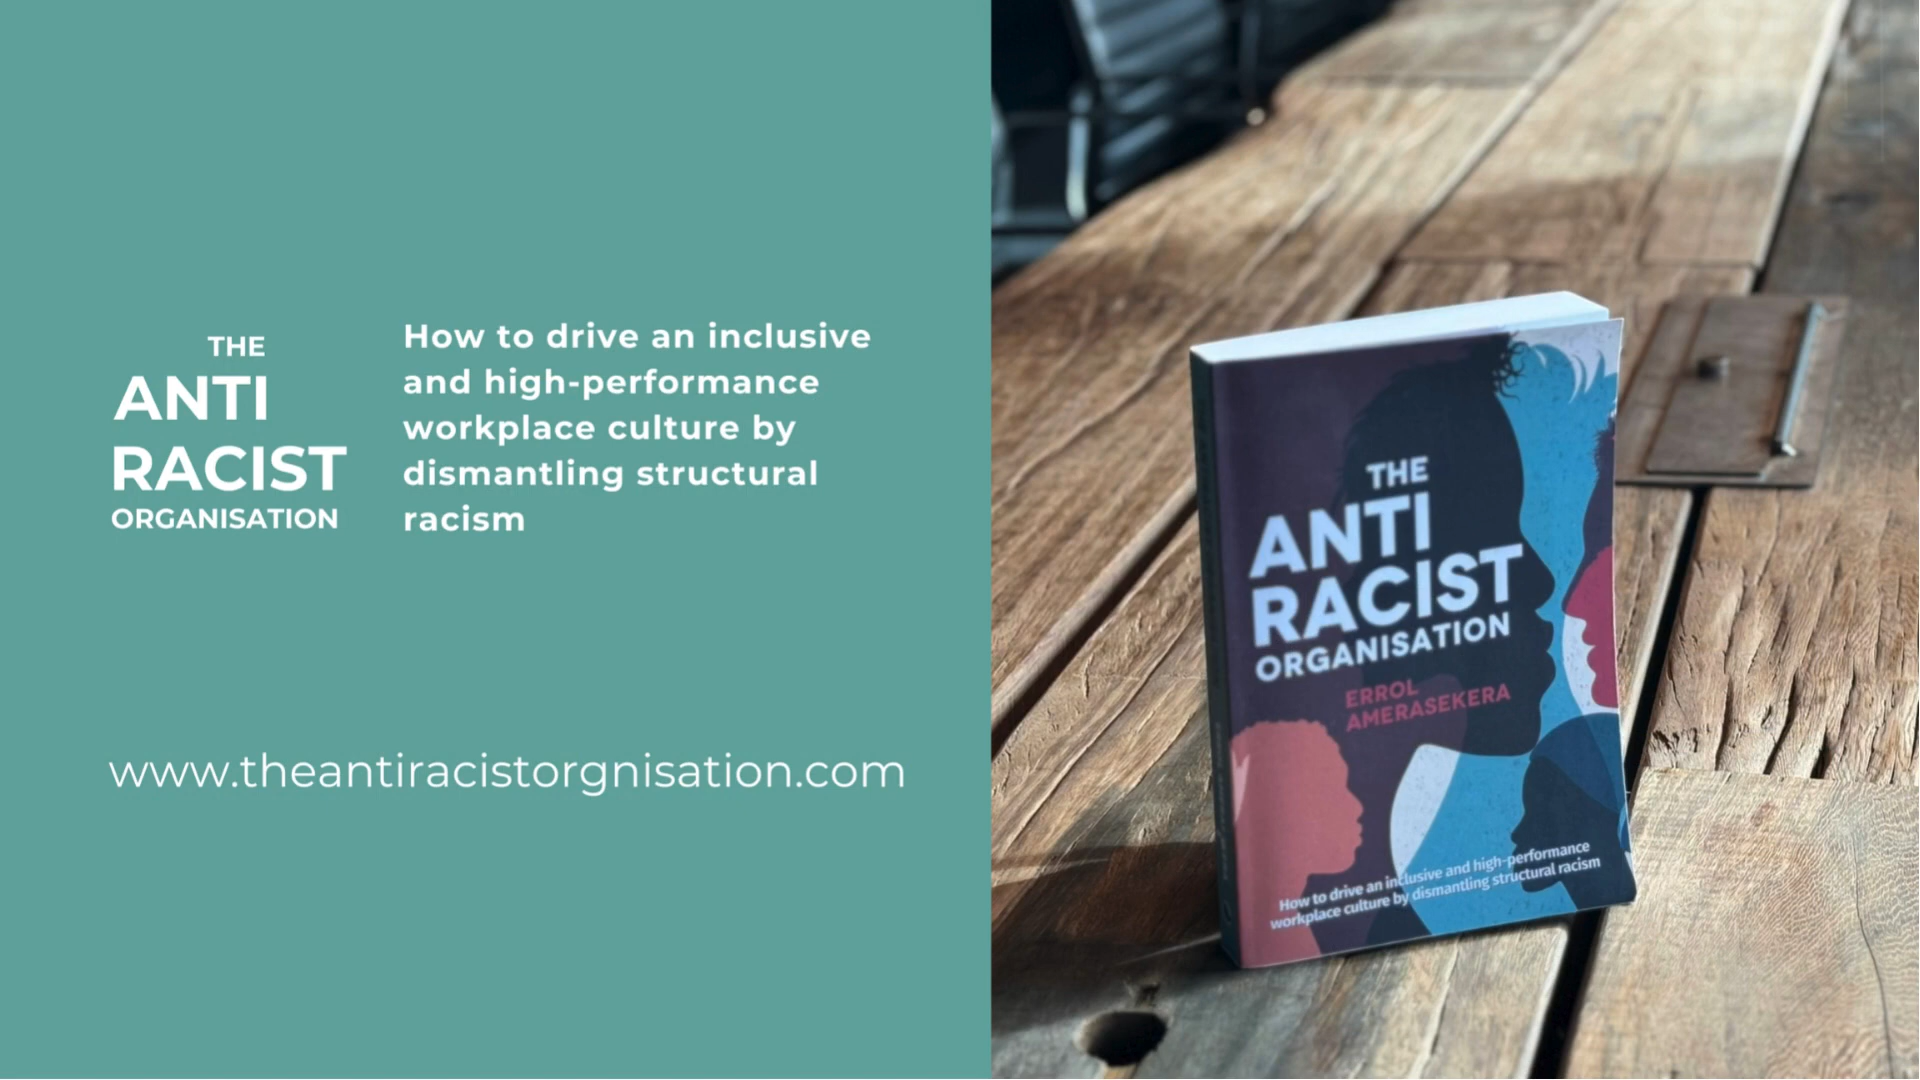 THE
ANTI
RACIST
ORGANISATION
How to drive an inclusive
and high-performance
workplace culture by
dismantling structural
racism
www.theantiracistorgnisation.com
THE
ANTI
RACIST
ORGANISATION
ERROL
AMERASEKERA
How to drive an inclusive and high-performance
workplace culture by dismantling structural racism